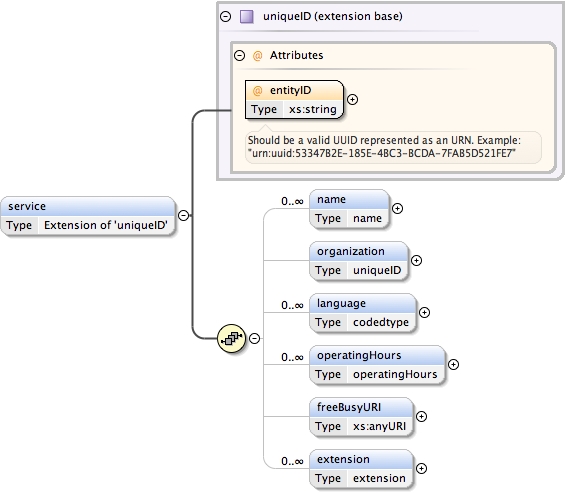 uniqueID (extension base)
@ Attributes
@ entityID
Type xs:string
Should be a valid UUID represented as an URN. Example:
"urn:uuid:53347B2E-185E-4BC3-BCDA-7FAB5D521FE7"
service
Type Extension of 'uniqueID'
0..∞ name
Type name
organization
Type uniqueID
0..∞ language
Type codedtype
0..∞ operatingHours
Type operatingHours
freeBusyURI
Type xs:anyURI
0..∞ extension
Type extension